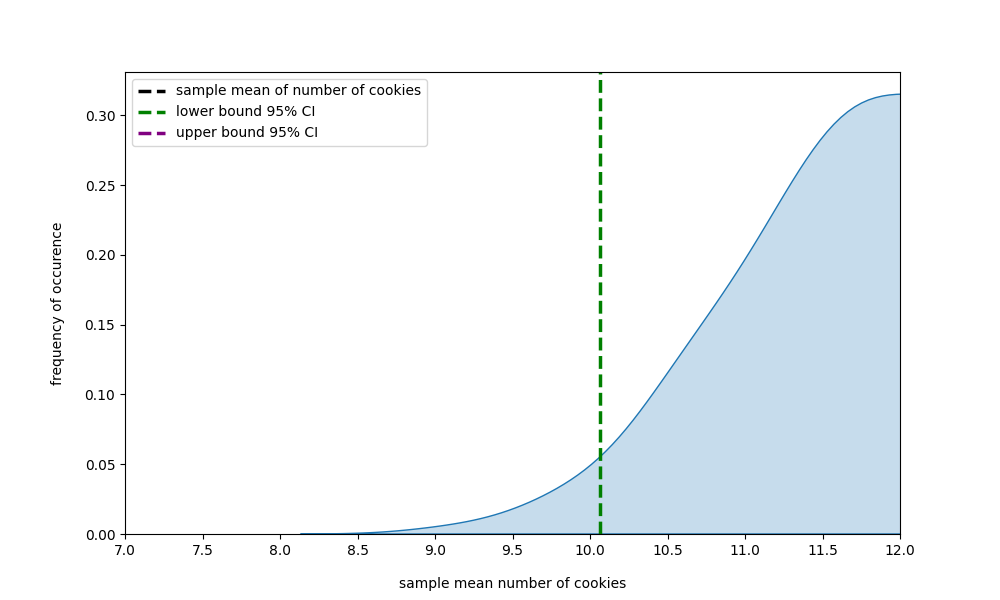 sample mean of number of cookies
lower bound 95% CI
upper bound 95% CI
frequency of occurence
0.30
0.25
0.20
0.15
0.10
0.05
0.00
7.0 7.5 8.0 8.5 9.0 9.5 10.0 10.5 11.0 11.5 12.0
sample mean number of cookies